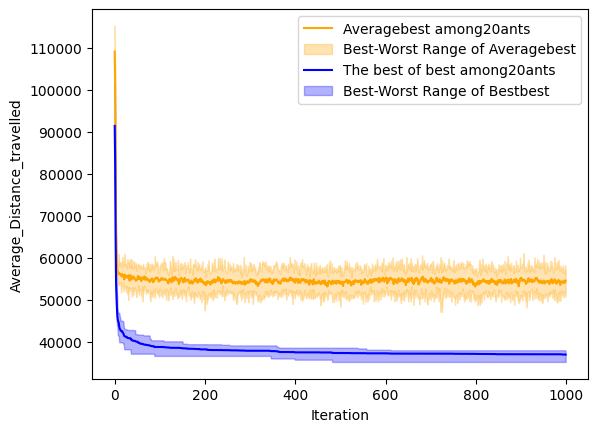 Averagebest among20ants
Best-Worst Range of Averagebest
The best of best among20ants
Best-Worst Range of Bestbest
Average_Distance_travelled
110000
100000
90000
80000
70000
60000
50000
40000
0 200 400 600 800 1000
Iteration